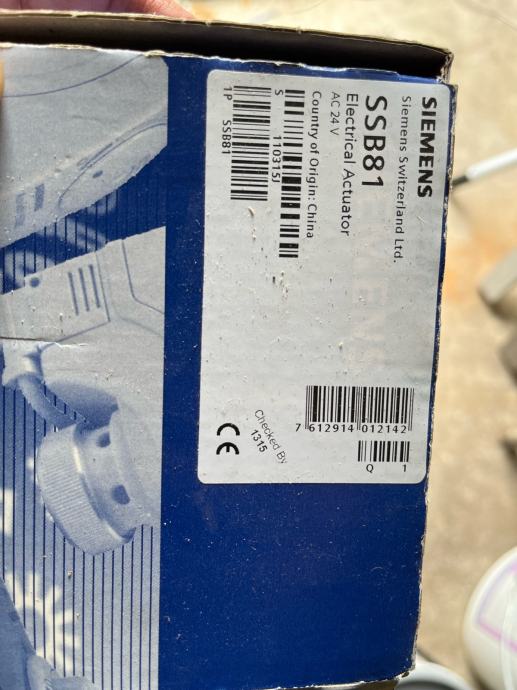 SIEMENS
Siemens Switzerland Ltd.
SSB81
Electrical Actuator
AC 24 V
Country of Origin: China
S 110315J
1P SSB81
7 612914 012142
Q 1
Checked By
1315
CE